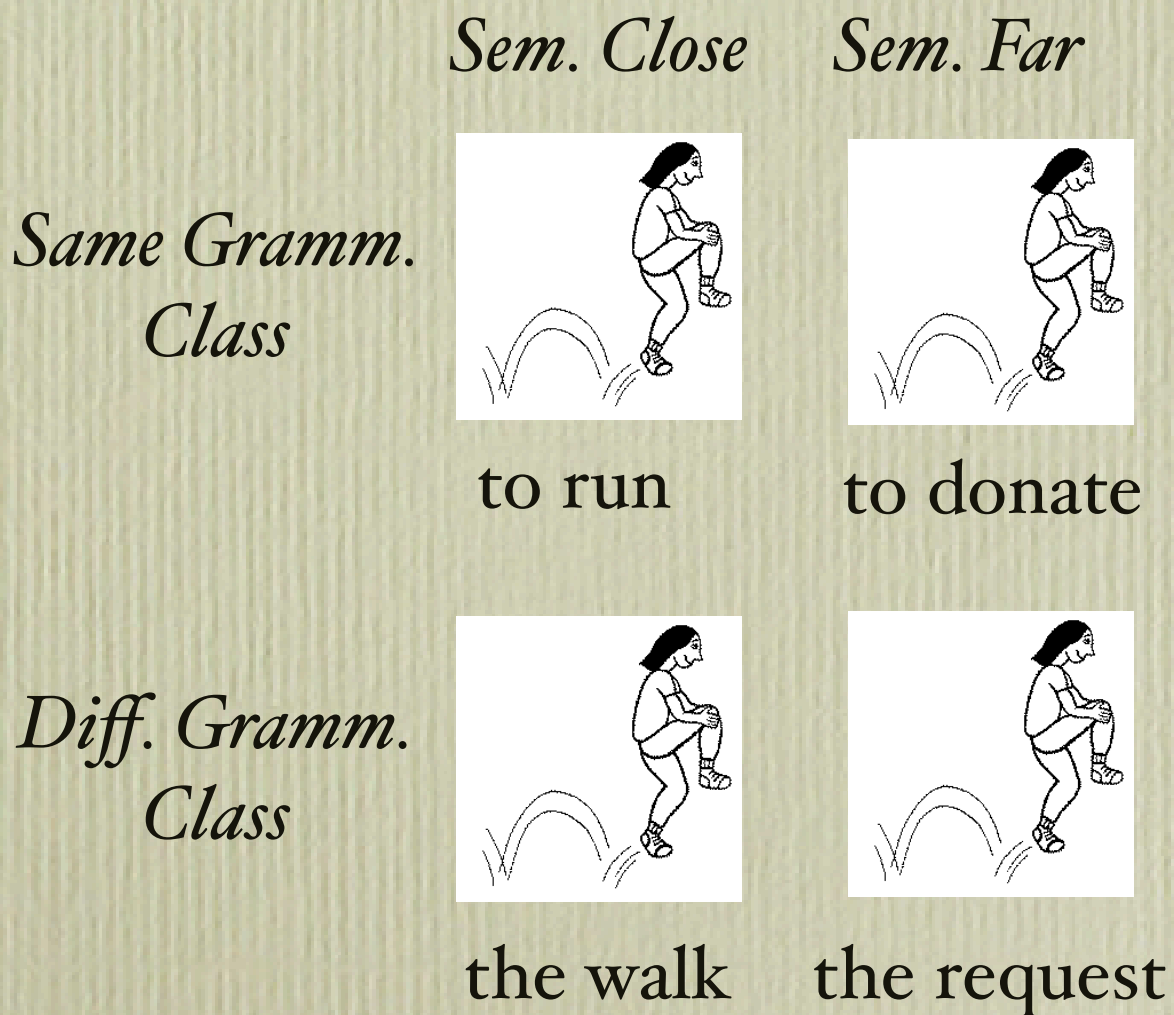 Sem. Close
Sem. Far
Same Gramm.
Class
to run
to donate
Diff. Gramm.
Class
the walk
the request